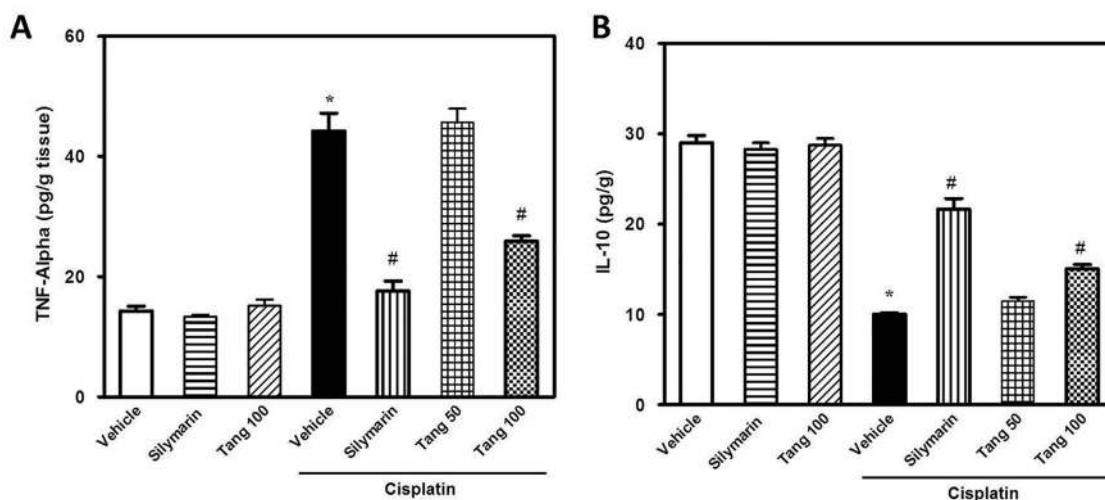 A
TNF-Alpha (pg/g tissue)
60
40
20
0
*
#
#
Vehicle
Silymarin
Tang 100
Vehicle
Silymarin
Tang 50
Tang 100
Cisplatin
B
IL-10 (pg/g)
40
30
20
10
0
*
#
#
Vehicle
Silymarin
Tang 100
Vehicle
Silymarin
Tang 50
Tang 100
Cisplatin